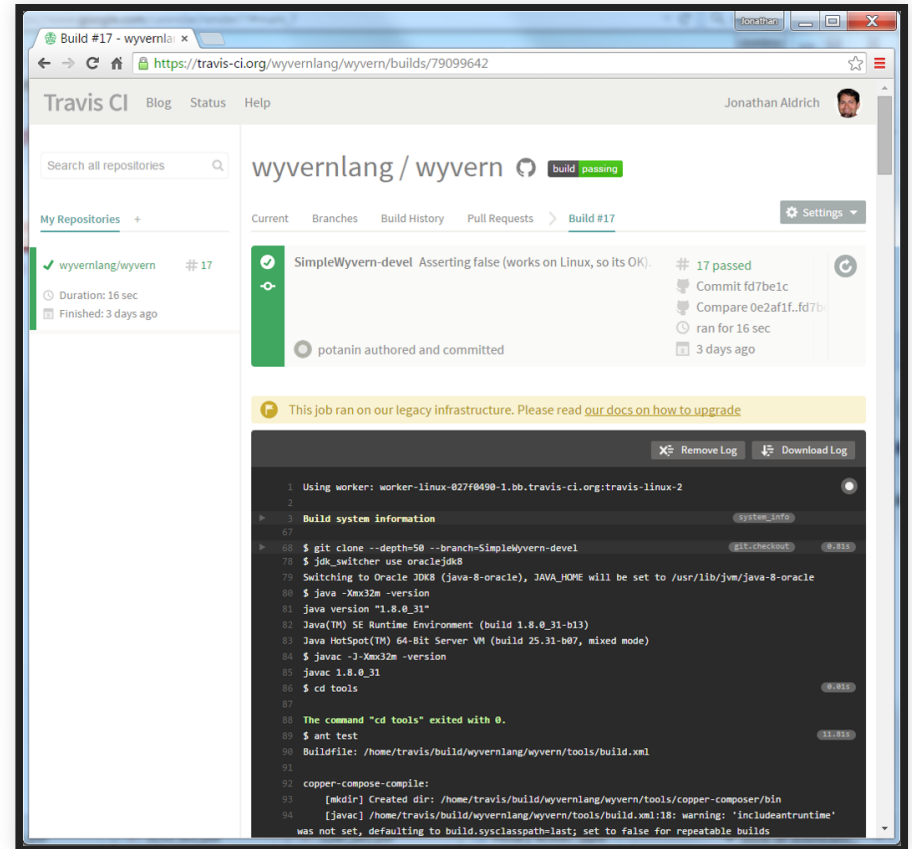 Jonathan
Build #17 - wyvernla
https://travis-ci.org/wyvernlang/wyvern/builds/79099642
Travis CI Blog Status Help Jonathan Aldrich
Search all repositories
My Repositories +
wyvernlang/wyvern # 17
Duration: 16 sec
Finished: 3 days ago
wyvernlang / wyvern build passing
Current Branches Build History Pull Requests Build #17
Settings
SimpleWyvern-devel Asserting false (works on Linux, so its OK).
potanin authored and committed
# 17 passed
Commit fd7be1c
Compare 0e2af1f..fd7b
ran for 16 sec
3 days ago
This job ran on our legacy infrastructure. Please read our docs on how to upgrade
Remove Log Download Log
1 Using worker: worker-linux-027f0490-1.bb.travis-ci.org:travis-linux-2
2
3 Build system information system_info
67
68 $ git clone --depth=50 --branch=SimpleWyvern-devel git.checkout 0.81s
78 $ jdk_switcher use oraclejdk8
79 Switching to Oracle JDK8 (java-8-oracle), JAVA_HOME will be set to /usr/lib/jvm/java-8-oracle
80 $ java -Xmx32m -version
81 java version "1.8.0_31"
82 Java(TM) SE Runtime Environment (build 1.8.0_31-b13)
83 Java HotSpot(TM) 64-Bit Server VM (build 25.31-b07, mixed mode)
84 $ javac -J-Xmx32m -version
85 javac 1.8.0_31
86 $ cd tools 0.01s
87
88 The command "cd tools" exited with 0.
89 $ ant test 11.81s
90 Buildfile: /home/travis/build/wyvernlang/wyvern/tools/build.xml
91
92 copper-compose-compile:
93 [mkdir] Created dir: /home/travis/build/wyvernlang/wyvern/tools/copper-composer/bin
94 [javac] /home/travis/build/wyvernlang/wyvern/tools/build.xml:18: warning: 'includeantruntime'
was not set, defaulting to build.sysclasspath=last; set to false for repeatable builds